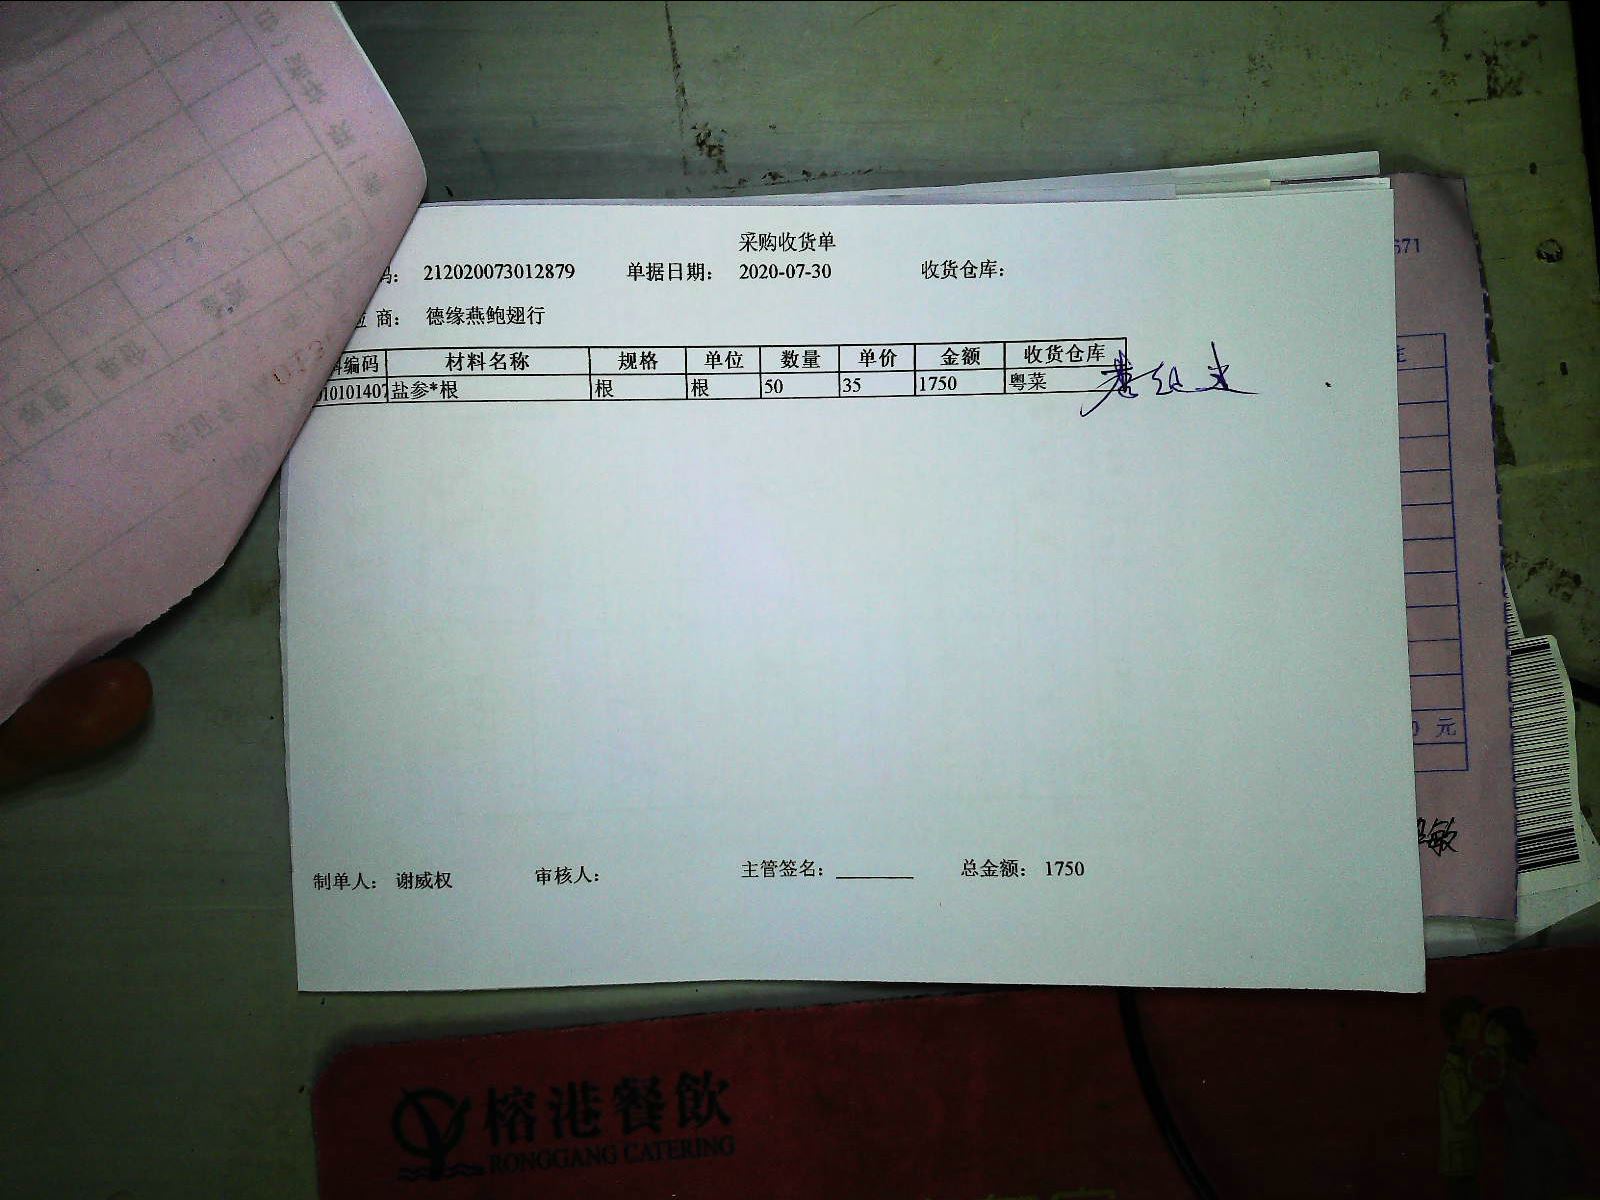 采购收货单
码： 212020073012879 单据日期： 2020-07-30 收货仓库：
应 商： 德缘燕鲍翅行
料编码 材料名称 规格 单位 数量 单价 金额 收货仓库
010101407 盐参*根 根 根 50 35 1750 粤菜
制单人： 谢威权 审核人： 主管签名： 总金额： 1750
671
元
敏
榕港餐飲
RONGGANG CATERING